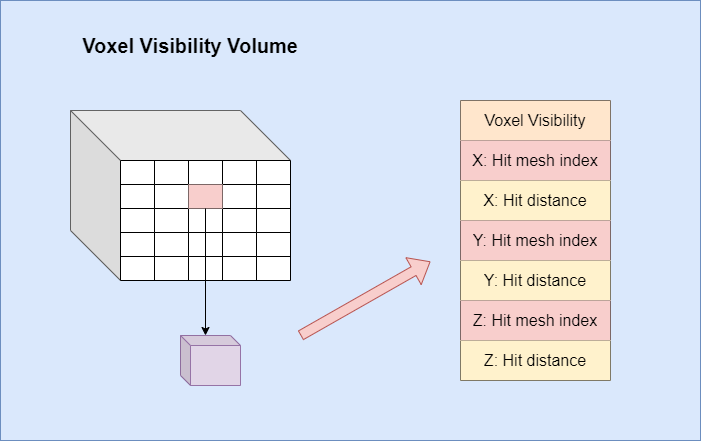 Voxel Visibility Volume
Voxel Visibility
X: Hit mesh index
X: Hit distance
Y: Hit mesh index
Y: Hit distance
Z: Hit mesh index
Z: Hit distance